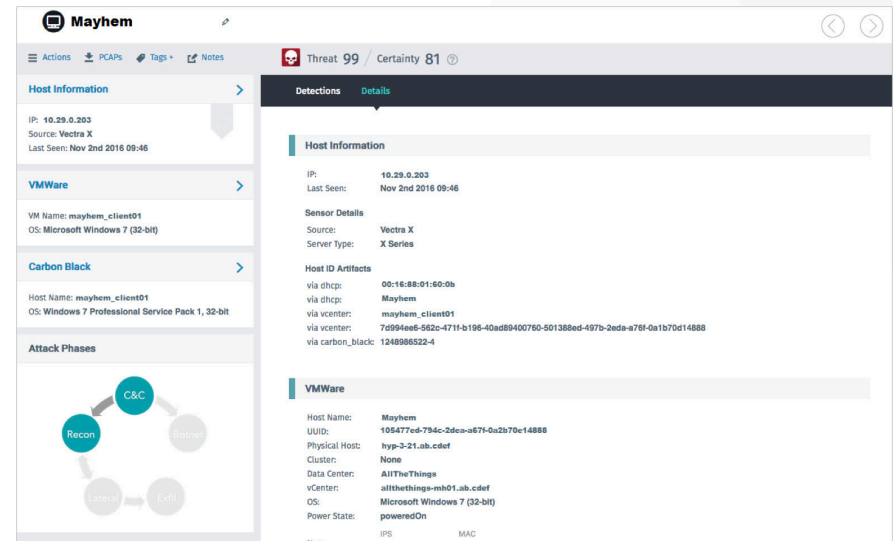 Mayhem
Actions PCAPs Tags Notes
Threat 99 / Certainty 81
Host Information
IP: 10.29.0.203
Source: Vectra X
Last Seen: Nov 2nd 2016 09:46
VMWare
VM Name: mayhem_client01
OS: Microsoft Windows 7 (32-bit)
Carbon Black
Host Name: mayhem_client01
OS: Windows 7 Professional Service Pack 1, 32-bit
Attack Phases
C&C
Recon
Botnet
Lateral
Exfil
Detections Details
Host Information
IP: 10.29.0.203
Last Seen: Nov 2nd 2016 09:46
Sensor Details
Source: Vectra X
Server Type: X Series
Host ID Artifacts
via dhcp: 00:16:88:01:60:0b
via dhcp: Mayhem
via vcenter: mayhem_client01
via vcenter: 7d994ee6-562c-471f-b196-40ad89400760-501388ed-497b-2eda-a76f-0a1b70d14888
via carbon_black: 1248986522-4
VMWare
Host Name: Mayhem
UUID: 105477ed-794c-2dea-a67f-0a2b70e14888
Physical Host: hyp-3-21.ab.cdef
Cluster: None
Data Center: AllTheThings
vCenter: allthethings-mh01.ab.cdef
OS: Microsoft Windows 7 (32-bit)
Power State: poweredOn
IPS MAC